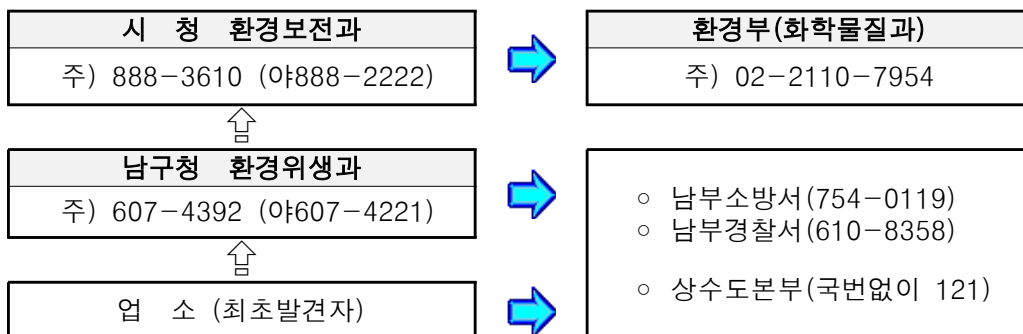 시 청 환경보전과
주) 888-3610 (야888-2222)
환경부(화학물질과)
주) 02-2110-7954
남구청 환경위생과
주) 607-4392 (야607-4221)
○ 남부소방서(754-0119)
○ 남부경찰서(610-8358)
○ 상수도본부(국번없이 121)
업 소 (최초발견자)